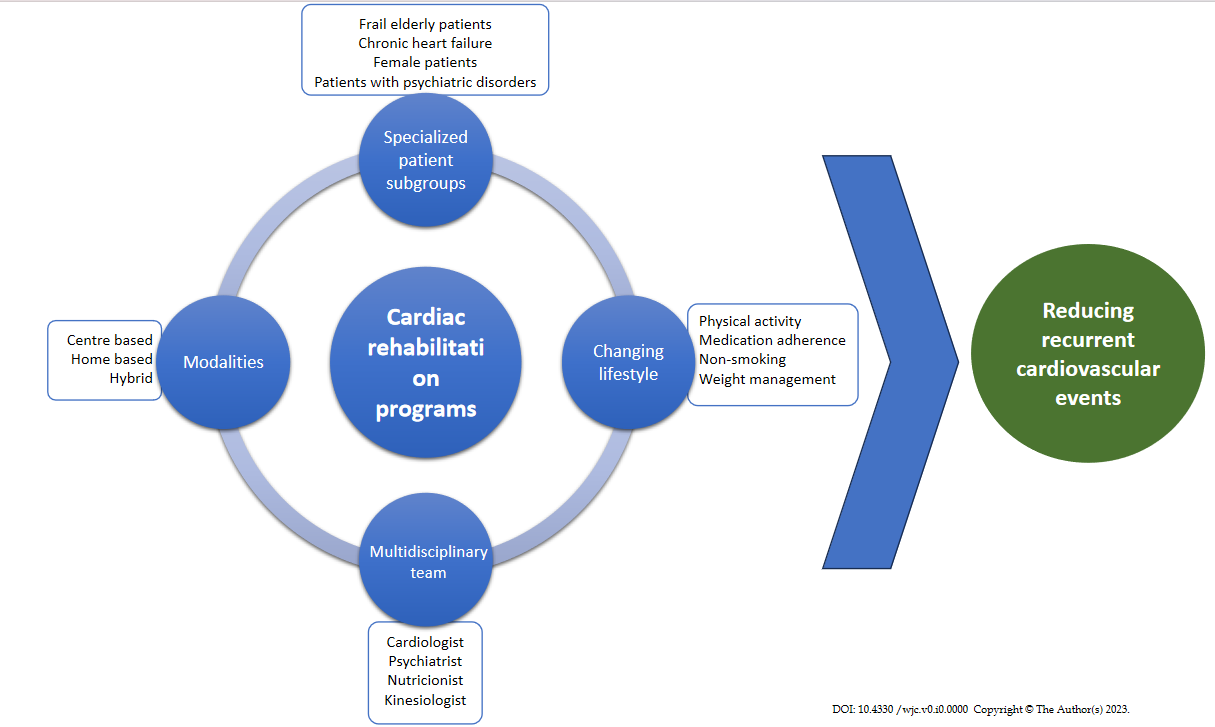 Frail elderly patients
Chronic heart failure
Female patients
Patients with psychiatric disorders
Specialized
patient
subgroups
Centre based
Home based
Hybrid
Modalities
Cardiac
rehabilitati
on
programs
Changing
lifestyle
Physical activity
Medication adherence
Non-smoking
Weight management
Multidisciplinary
team
Cardiologist
Psychiatrist
Nutricionist
Kinesiologist
Reducing
recurrent
cardiovascular
events
DOI: 10.4330 /wjc.v0.i0.0000 Copyright © The Author(s) 2023.